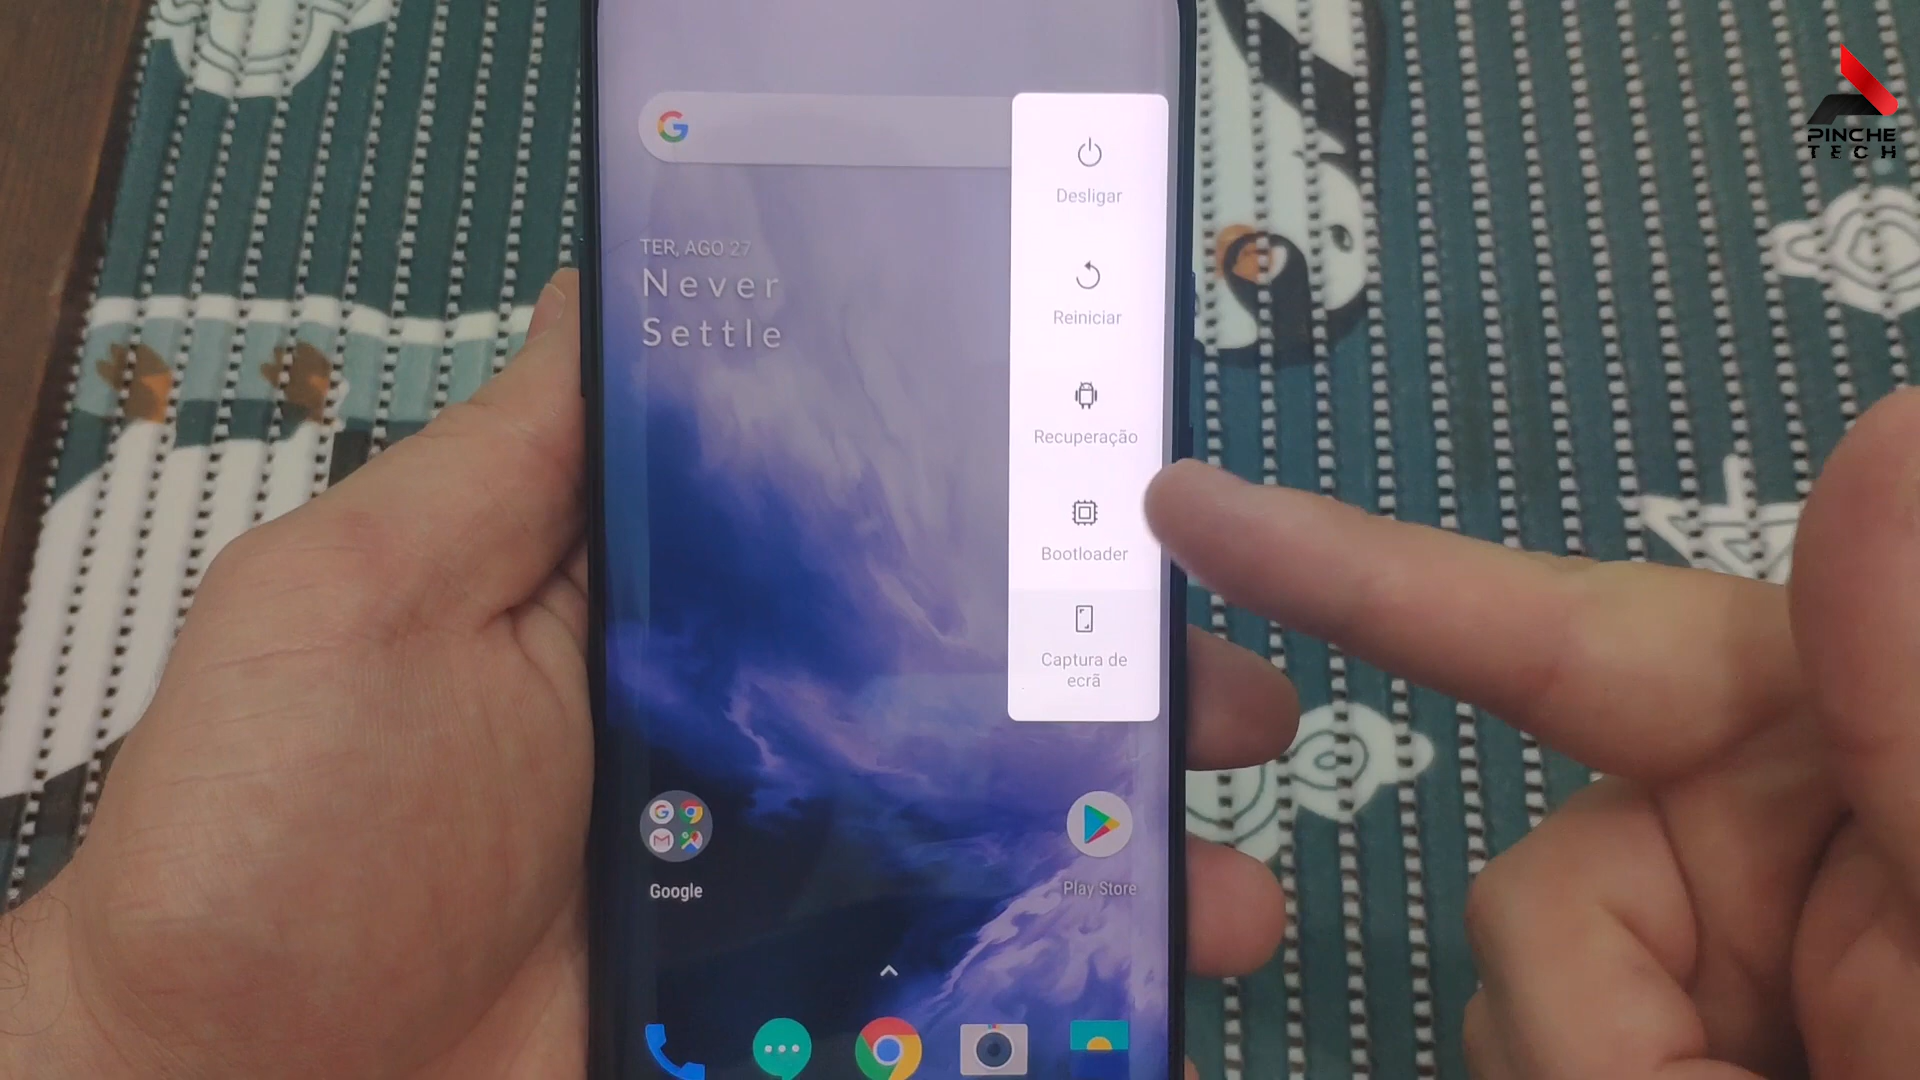 PINCHE
TECH
Desligar
TER, AGO 27
Never
Settle
Reiniciar
Recuperação
Bootloader
Captura de
ecrã
Google
Play Store